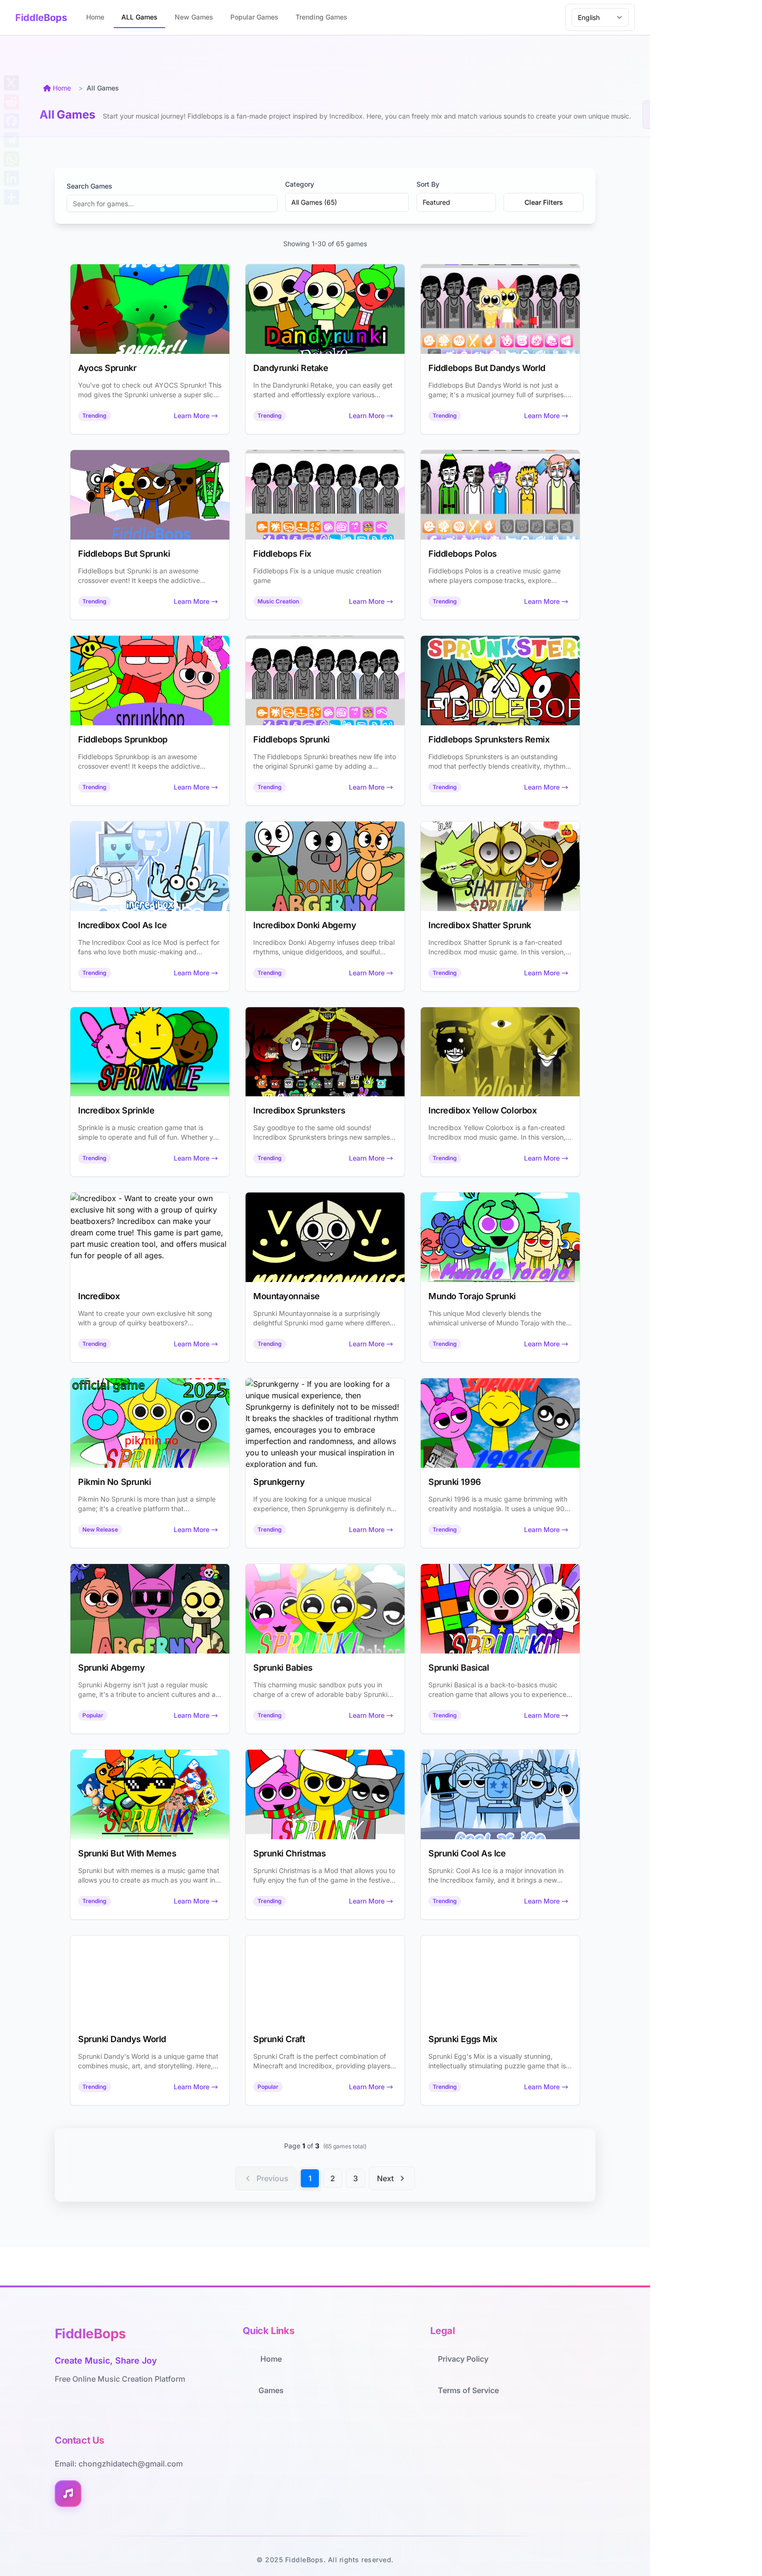 FiddleBops
Home
ALL Games
New Games
Popular Games
Trending Games
English
Home > All Games
All Games
Start your musical journey! Fiddlebops is a fan-made project inspired by Incredibox. Here, you can freely mix and match various sounds to create your own unique music.
Search Games
Category
Sort By
Search for games...
All Games (65)
Featured
Clear Filters
Showing 1-30 of 65 games
sounkr!!
Ayocs Sprunkr
You've got to check out AYOCS Sprunkr! This
mod gives the Sprunki universe a super slic...
Trending
Learn More →
Dandyrunki
Retake
Dandyrunki Retake
In the Dandyrunki Retake, you can easily get
started and effortlessly explore various...
Trending
Learn More →
Fiddlebops But Dandys World
Fiddlebops But Dandys World is not just a
game; it's a musical journey full of surprises....
Trending
Learn More →
FiddleBops
Fiddlebops But Sprunki
FiddleBops but Sprunki is an awesome
crossover event! It keeps the addictive...
Trending
Learn More →
Fiddlebops Fix
Fiddlebops Fix is a unique music creation
game
Music Creation
Learn More →
Fiddlebops Polos
Fiddlebops Polos is a creative music game
where players compose tracks, explore...
Trending
Learn More →
sprunkbop
Fiddlebops Sprunkbop
Fiddlebops Sprunkbop is an awesome
crossover event! It keeps the addictive...
Trending
Learn More →
Fiddlebops Sprunki
The Fiddlebops Sprunki breathes new life into
the original Sprunki game by adding a...
Trending
Learn More →
SPRUNKSTERS
FIDDLEBOP
Fiddlebops Sprunksters Remix
Fiddlebops Sprunksters is an outstanding
mod that perfectly blends creativity, rhythm...
Trending
Learn More →
incredibox
Incredibox Cool As Ice
The Incredibox Cool as Ice Mod is perfect for
fans who love both music-making and...
Trending
Learn More →
DONKI
ABGERNY
Incredibox Donki Abgerny
Incredibox Donki Abgerny infuses deep tribal
rhythms, unique didgeridoos, and soulful...
Trending
Learn More →
SHATTER
SPRUNK
Incredibox Shatter Sprunk
Incredibox Shatter Sprunk is a fan-created
Incredibox mod music game. In this version,...
Trending
Learn More →
SPRINKLE
Incredibox Sprinkle
Sprinkle is a music creation game that is
simple to operate and full of fun. Whether y...
Trending
Learn More →
Incredibox Sprunksters
Say goodbye to the same old sounds!
Incredibox Sprunksters brings new samples...
Trending
Learn More →
Yellow
Incredibox Yellow Colorbox
Incredibox Yellow Colorbox is a fan-created
Incredibox mod music game. In this version,...
Trending
Learn More →
Incredibox - Want to create your own
exclusive hit song with a group of quirky
beatboxers? Incredibox can make your
dream come true! This game is part game,
part music creation tool, and offers musical
fun for people of all ages.
Incredibox
Want to create your own exclusive hit song
with a group of quirky beatboxers?...
Trending
Learn More →
MOUNTAYONNAISE
Mountayonnaise
Sprunki Mountayonnaise is a surprisingly
delightful Sprunki mod game where differen...
Trending
Learn More →
Mundo Torajo
Mundo Torajo Sprunki
This unique Mod cleverly blends the
whimsical universe of Mundo Torajo with the...
Trending
Learn More →
official game
2025
pikmin no
SPRUNKI
Pikmin No Sprunki
Pikmin No Sprunki is more than just a simple
game; it's a creative platform that...
New Release
Learn More →
Sprunkgerny - If you are looking for a
unique musical experience, then
Sprunkgerny is definitely not to be missed!
It breaks the shackles of traditional rhythm
games, encourages you to embrace
imperfection and randomness, and allows
you to unleash your musical inspiration in
exploration and fun.
Sprunkgerny
If you are looking for a unique musical
experience, then Sprunkgerny is definitely n...
Trending
Learn More →
SPRUNKI
1996!
Sprunki 1996
Sprunki 1996 is a music game brimming with
creativity and nostalgia. It uses a unique 90...
Trending
Learn More →
ABGERNY
Sprunki Abgerny
Sprunki Abgerny isn't just a regular music
game, it's a tribute to ancient cultures and a...
Popular
Learn More →
SPRUNKI
Babies
Sprunki Babies
This charming music sandbox puts you in
charge of a crew of adorable baby Sprunki...
Trending
Learn More →
SPRUNKI
Sprunki Basical
Sprunki Basical is a back-to-basics music
creation game that allows you to experience...
Trending
Learn More →
SPRUNKI
Sprunki But With Memes
Sprunki but with memes is a music game that
allows you to create as much as you want in...
Trending
Learn More →
SPRUNKI
Sprunki Christmas
Sprunki Christmas is a Mod that allows you to
fully enjoy the fun of the game in the festive...
Trending
Learn More →
cool as ice
Sprunki Cool As Ice
Sprunki: Cool As Ice is a major innovation in
the Incredibox family, and it brings a new...
Trending
Learn More →
Sprunki Dandys World
Sprunki Dandy's World is a unique game that
combines music, art, and storytelling. Here,...
Trending
Learn More →
Sprunki Craft
Sprunki Craft is the perfect combination of
Minecraft and Incredibox, providing players...
Popular
Learn More →
Sprunki Eggs Mix
Sprunki Egg's Mix is a visually stunning,
intellectually stimulating puzzle game that is...
Trending
Learn More →
Page 1 of 3 (65 games total)
Previous
1
2
3
Next
FiddleBops
Create Music, Share Joy
Free Online Music Creation Platform
Quick Links
Home
Games
Legal
Privacy Policy
Terms of Service
Contact Us
Email: chongzhidatech@gmail.com
© 2025 FiddleBops. All rights reserved.